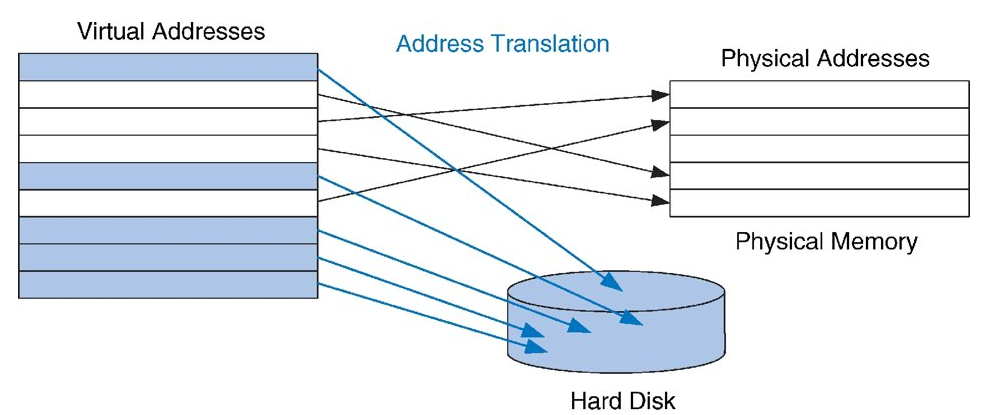 Virtual Addresses
Address Translation
Physical Addresses
Physical Memory
Hard Disk